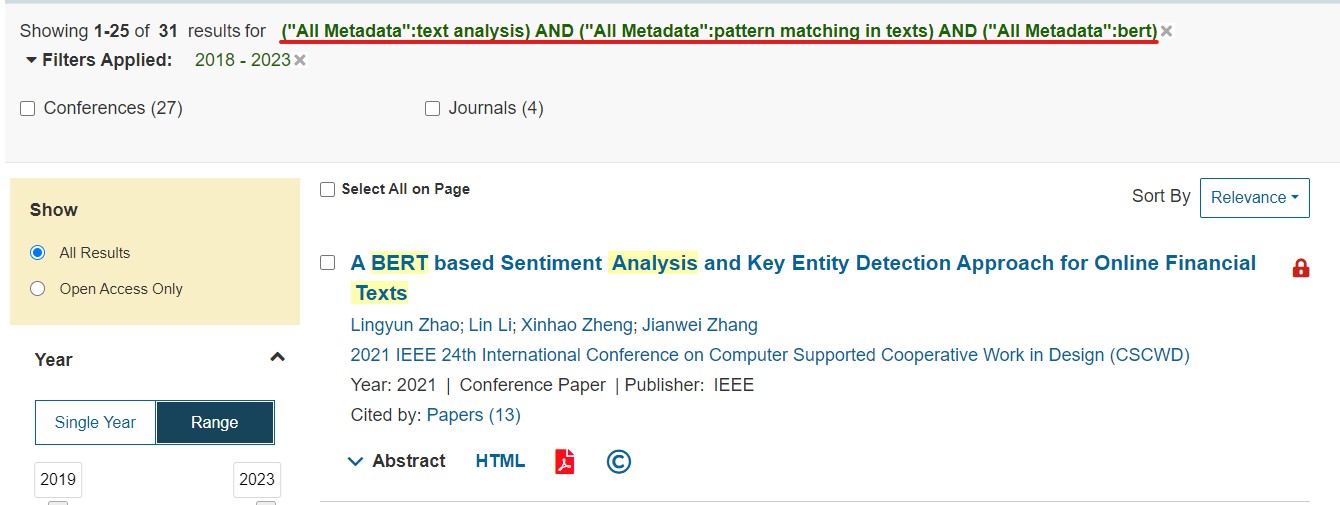 Showing 1-25 of 31 results for ("All Metadata":text analysis) AND ("All Metadata":pattern matching in texts) AND ("All Metadata":bert) ×
Filters Applied: 2018 - 2023 ×
Conferences (27) Journals (4)
Show
All Results
Open Access Only
Year
Single Year Range
2019 2023
Select All on Page
Sort By Relevance
A BERT based Sentiment Analysis and Key Entity Detection Approach for Online Financial
Texts
Lingyun Zhao; Lin Li; Xinhao Zheng; Jianwei Zhang
2021 IEEE 24th International Conference on Computer Supported Cooperative Work in Design (CSCWD)
Year: 2021 | Conference Paper | Publisher: IEEE
Cited by: Papers (13)
Abstract HTML ©